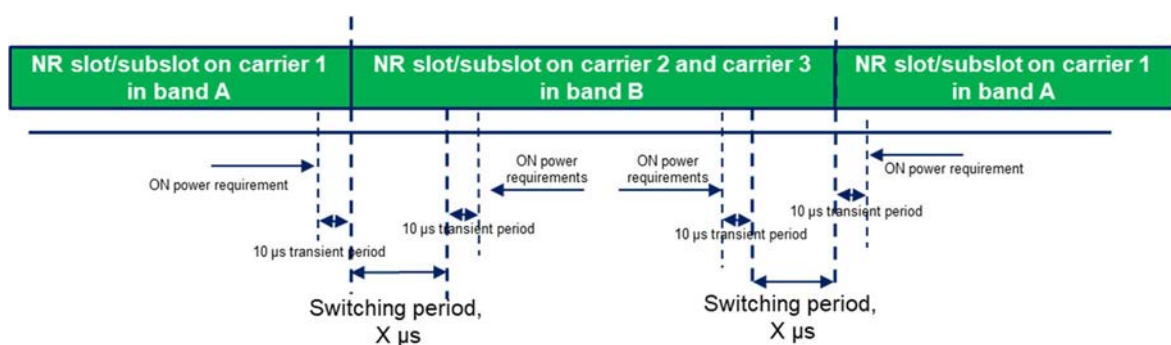 NR slot/subslot on carrier 1
in band A
NR slot/subslot on carrier 2 and carrier 3
in band B
NR slot/subslot on carrier 1
in band A
ON power requirement
ON power
requirements
ON power
requirements
ON power requirement
10 µs transient period
10 µs transient period
10 µs transient period
10 µs transient period
Switching period,
X µs
Switching period,
X µs